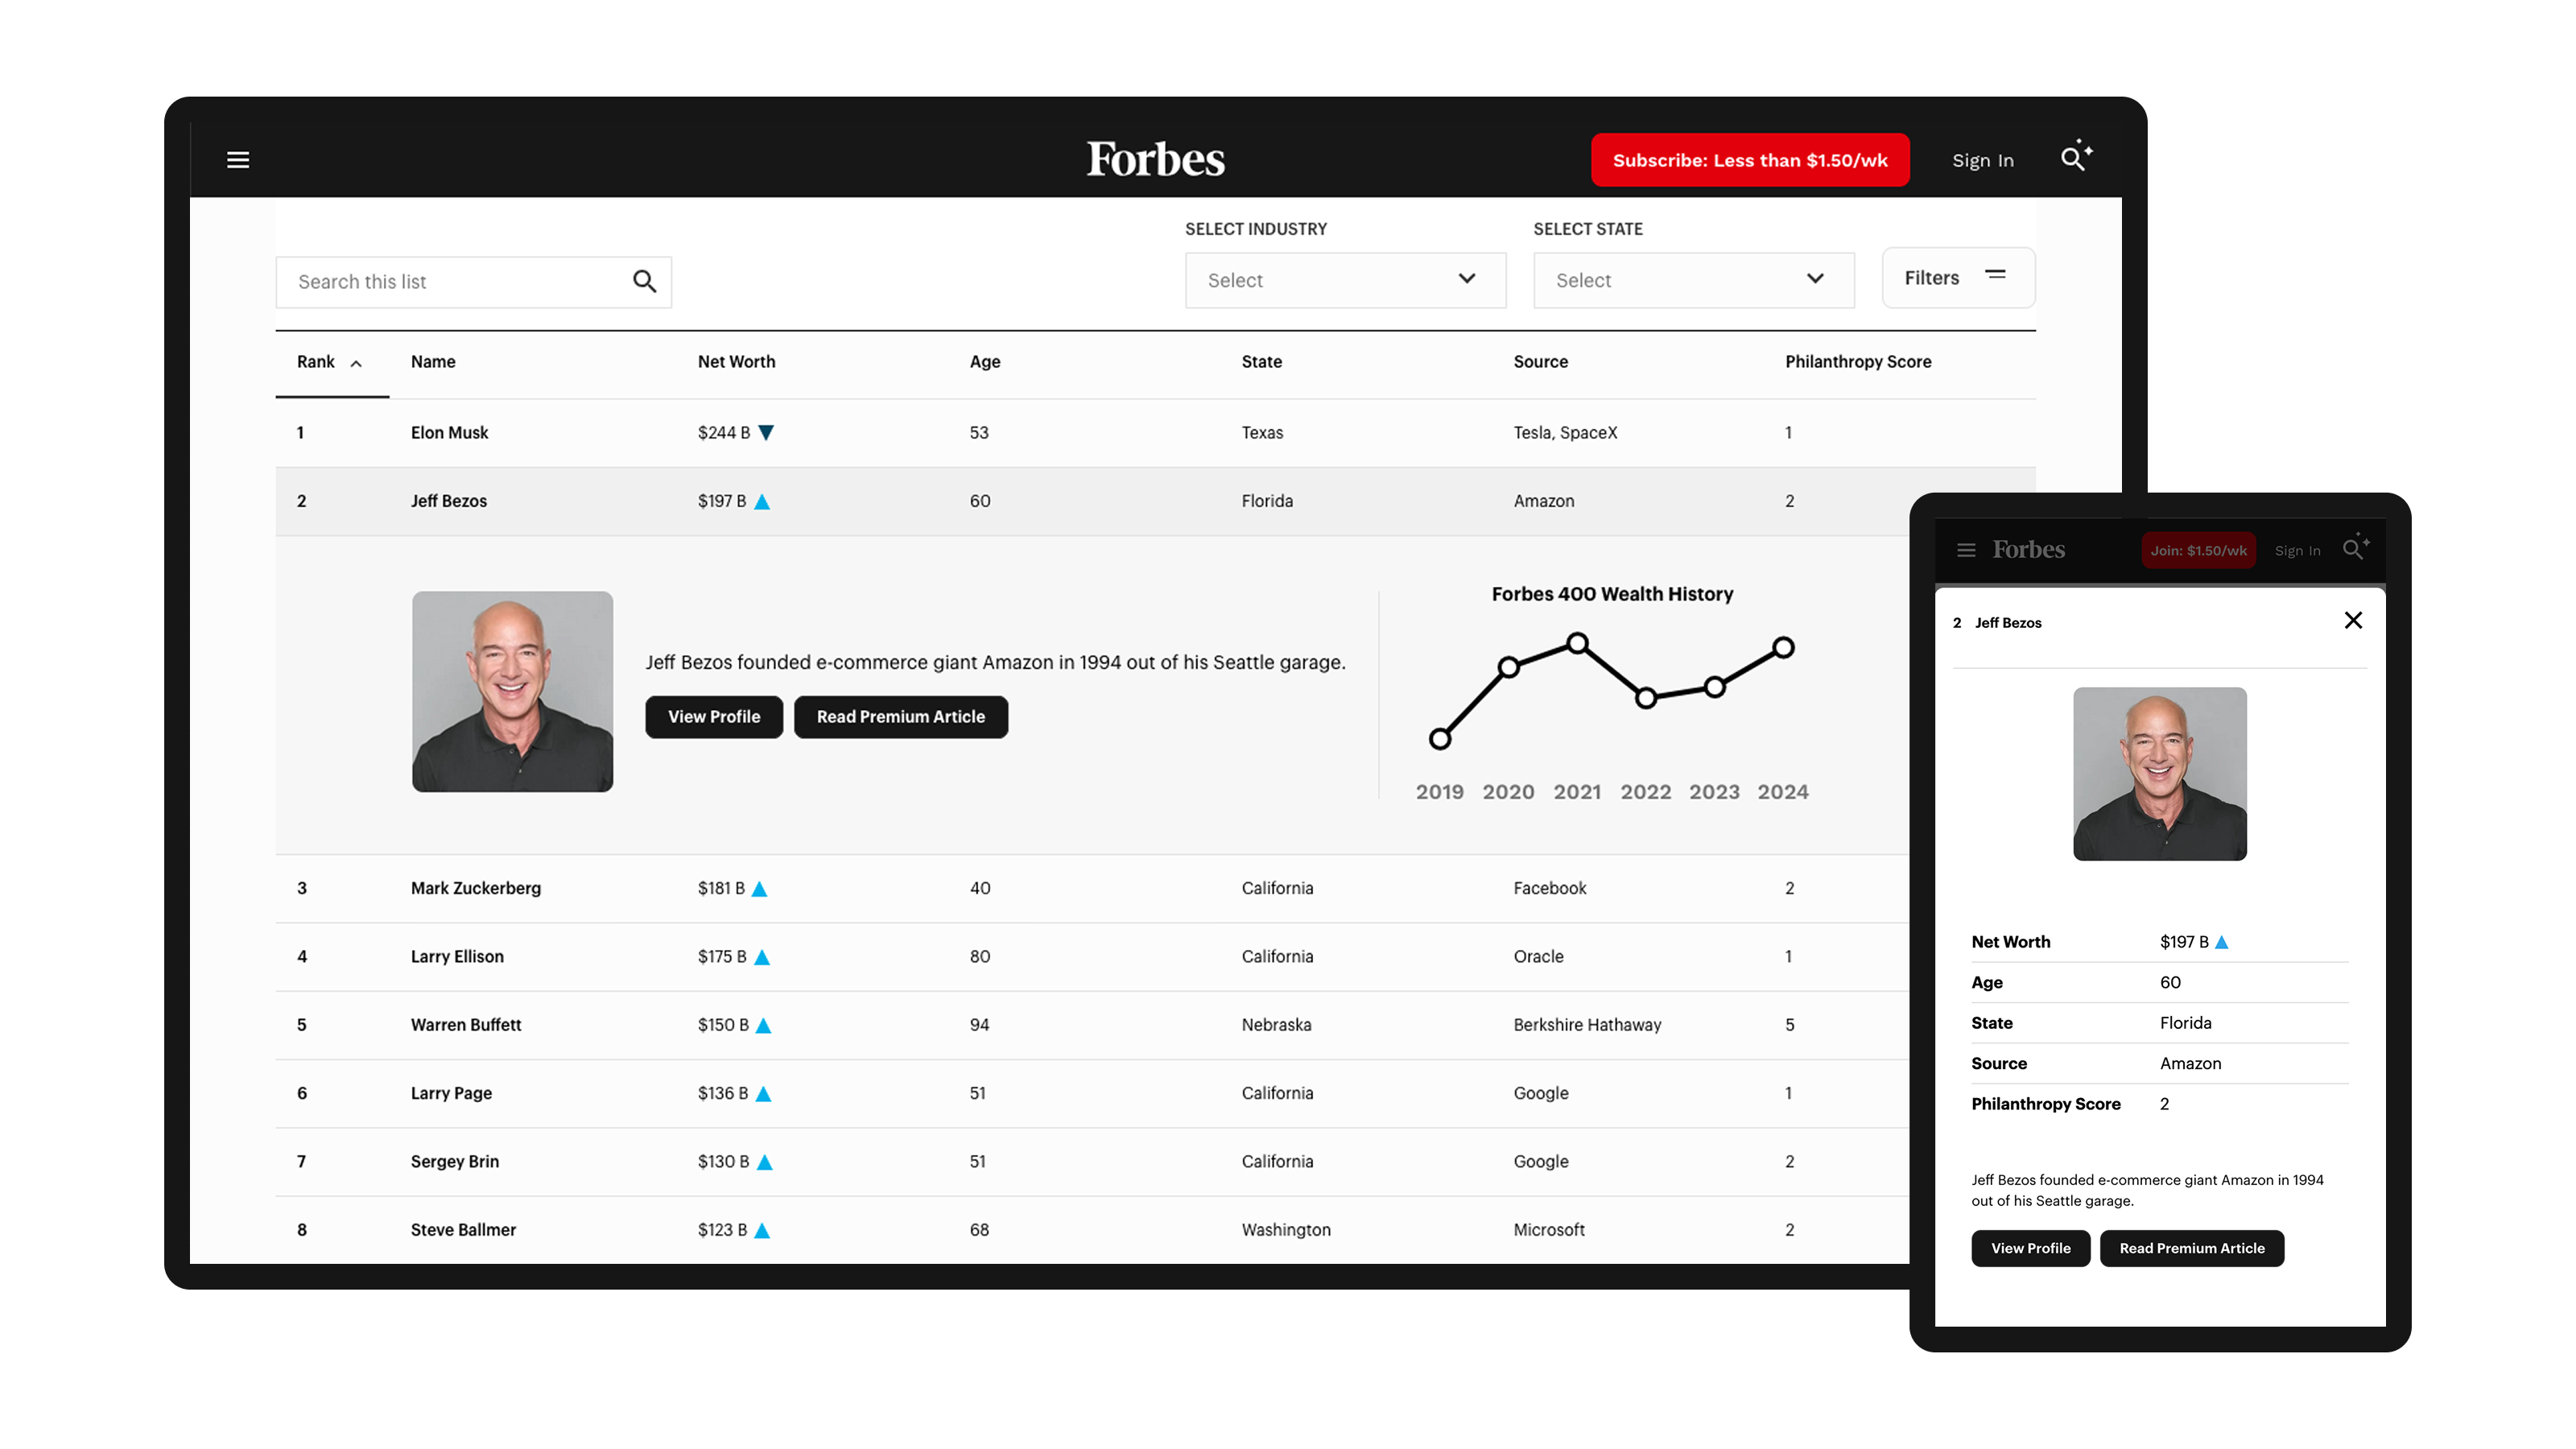 Forbes
Subscribe: Less than $1.50/wk
Sign In
SELECT INDUSTRY
SELECT STATE
Search this list
Select
Select
Filters
Rank Name Net Worth Age State Source Philanthropy Score
1 Elon Musk $244 B 53 Texas Tesla, SpaceX 1
2 Jeff Bezos $197 B 60 Florida Amazon 2
Jeff Bezos founded e-commerce giant Amazon in 1994 out of his Seattle garage.
View Profile
Read Premium Article
Forbes 400 Wealth History
2019 2020 2021 2022 2023 2024
3 Mark Zuckerberg $181 B 40 California Facebook 2
4 Larry Ellison $175 B 80 California Oracle 1
5 Warren Buffett $150 B 94 Nebraska Berkshire Hathaway 5
6 Larry Page $136 B 51 California Google 1
7 Sergey Brin $130 B 51 California Google 2
8 Steve Ballmer $123 B 68 Washington Microsoft 2
Forbes
Join: $1.50/wk
Sign In
2 Jeff Bezos
Net Worth $197 B
Age 60
State Florida
Source Amazon
Philanthropy Score 2
Jeff Bezos founded e-commerce giant Amazon in 1994
out of his Seattle garage.
View Profile
Read Premium Article